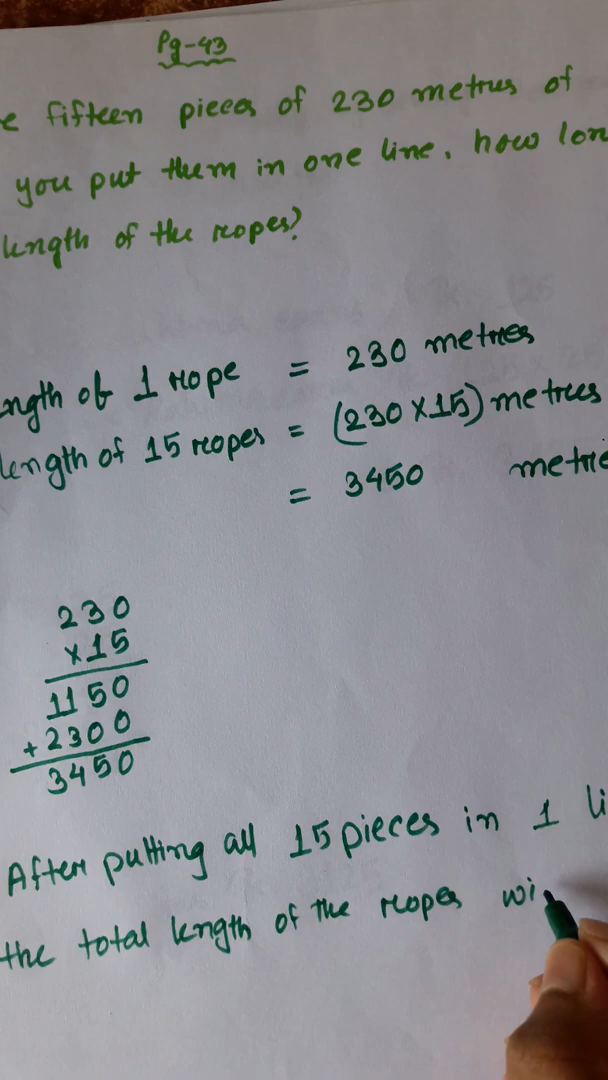 Pg-43
e fifteen pieces of 230 metres of
you put them in one line, how lon
length of the ropes?
ngth of 1 rope = 230 metres
length of 15 ropes = (230 x 15) metres
= 3450 metre
230
x15
1150
+2300
3450
After putting all 15 pieces in 1 li
the total length of the ropes wi